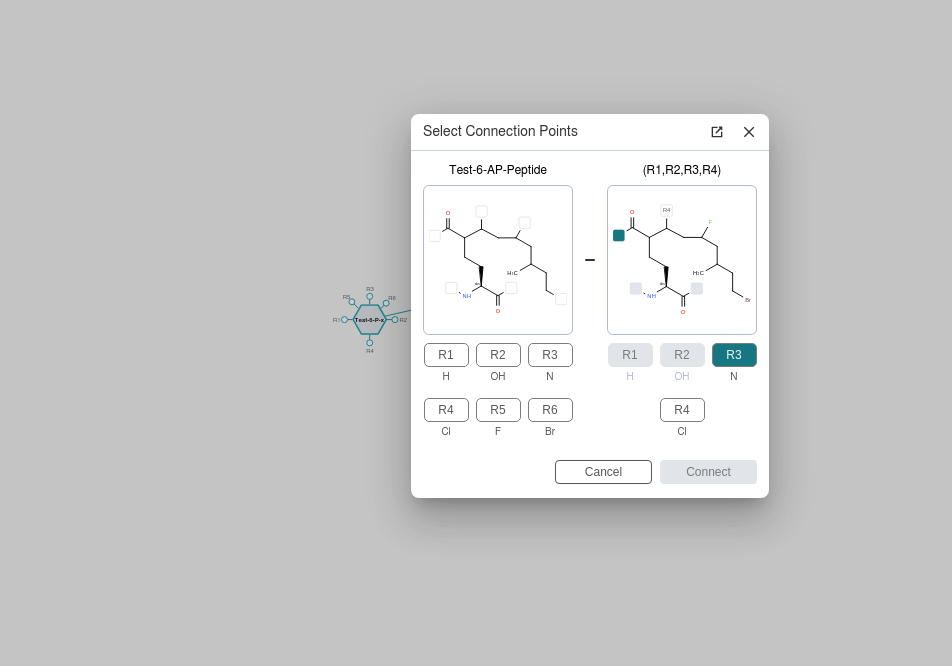 Select Connection Points
Test-6-AP-Peptide
(R1,R2,R3,R4)
O
H₃C
NH
O
O
R4
F
H₃C
NH
Br
O
R1
R2
R3
H
OH
N
R4
R5
R6
Cl
F
Br
R1
R2
R3
H
OH
N
R4
Cl
Cancel
Connect
R3
R5
R6
R1
Test-6-P-x
R2
R4